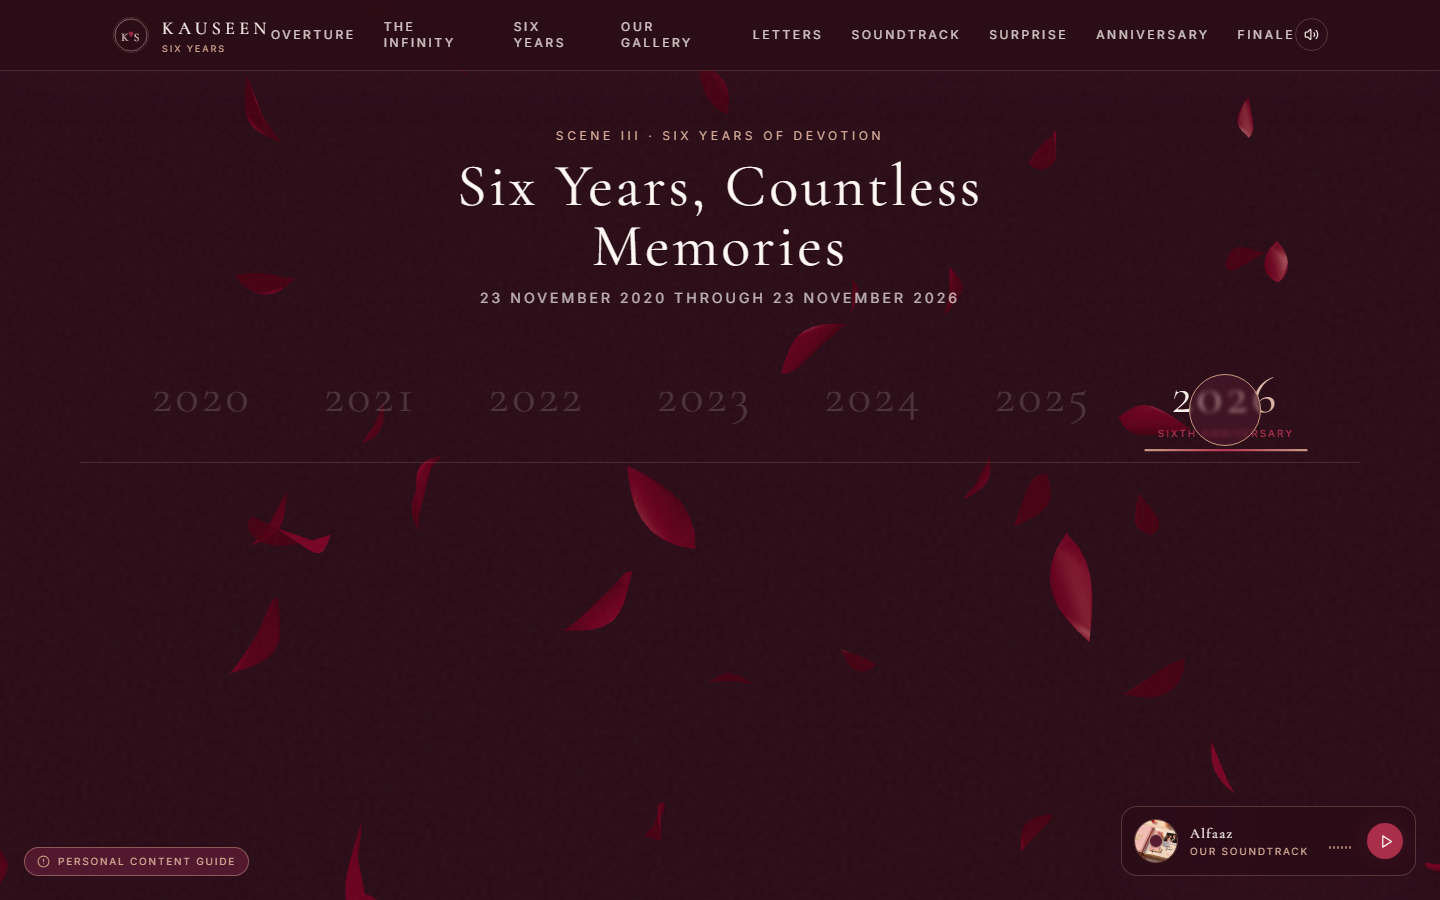 K♥S KAUSEEN
SIX YEARS
OVERTURE
THE INFINITY
SIX YEARS
OUR GALLERY
LETTERS
SOUNDTRACK
SURPRISE
ANNIVERSARY
FINALE
SCENE III · SIX YEARS OF DEVOTION
Six Years, Countless
Memories
23 NOVEMBER 2020 THROUGH 23 NOVEMBER 2026
2020 2021 2022 2023 2024 2025 2026
SIXTH ANNIVERSARY
Alfaaz
OUR SOUNDTRACK
PERSONAL CONTENT GUIDE